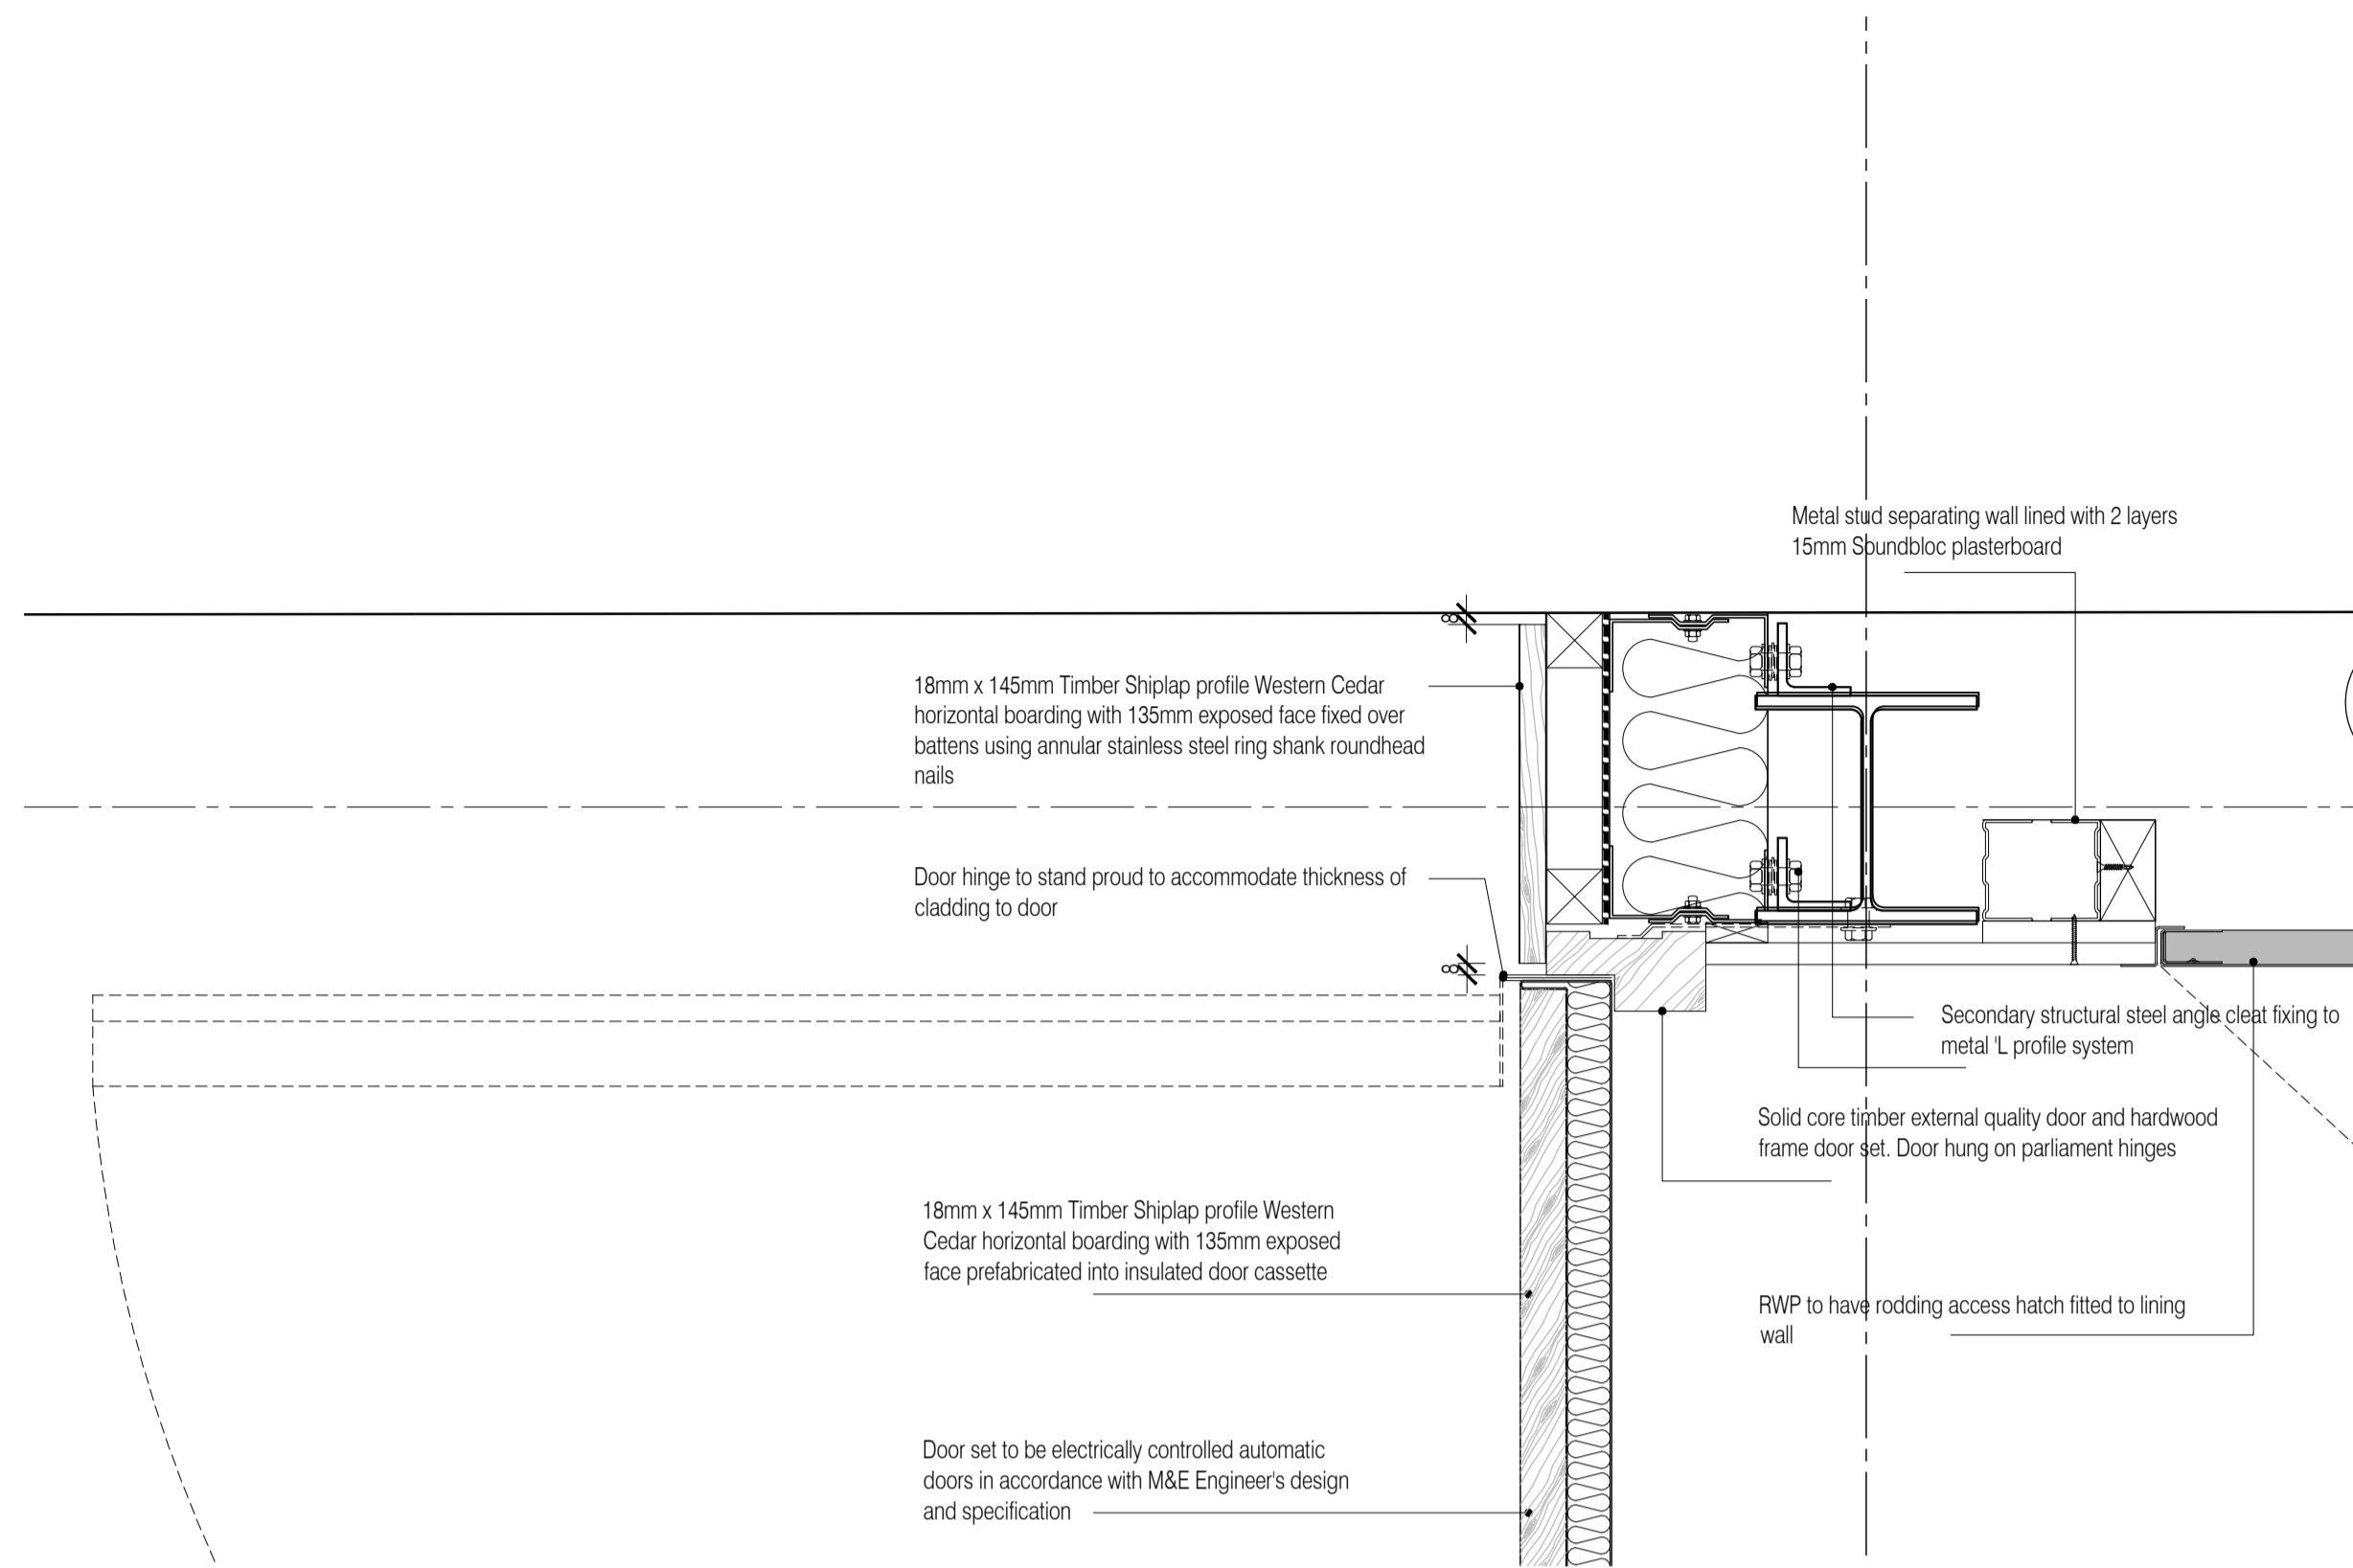 Metal stud separating wall lined with 2 layers
15mm Soundbloc plasterboard
8
18mm x 145mm Timber Shiplap profile Western Cedar
horizontal boarding with 135mm exposed face fixed over
battens using annular stainless steel ring shank roundhead
nails
Door hinge to stand proud to accommodate thickness of
cladding to door
8
Secondary structural steel angle cleat fixing to
metal 'L profile system
Solid core timber external quality door and hardwood
frame door set. Door hung on parliament hinges
18mm x 145mm Timber Shiplap profile Western
Cedar horizontal boarding with 135mm exposed
face prefabricated into insulated door cassette
RWP to have rodding access hatch fitted to lining
wall
Door set to be electrically controlled automatic
doors in accordance with M&E Engineer's design
and specification